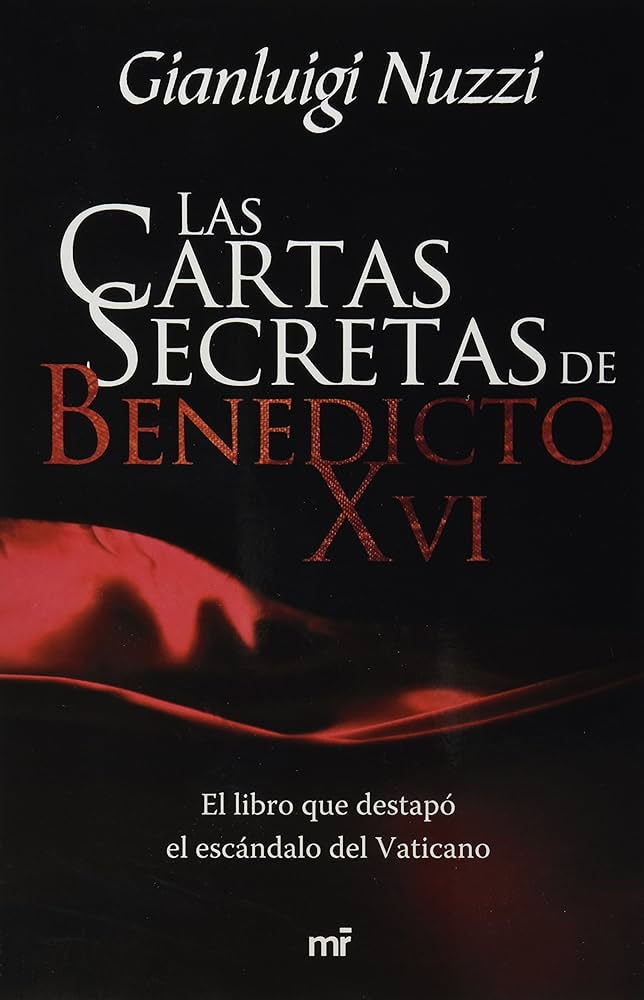 Gianluigi Nuzzi
LAS
CARTAS
SECRETAS DE
BENEDICTO
XVI
El libro que destapó
el escándalo del Vaticano
mr